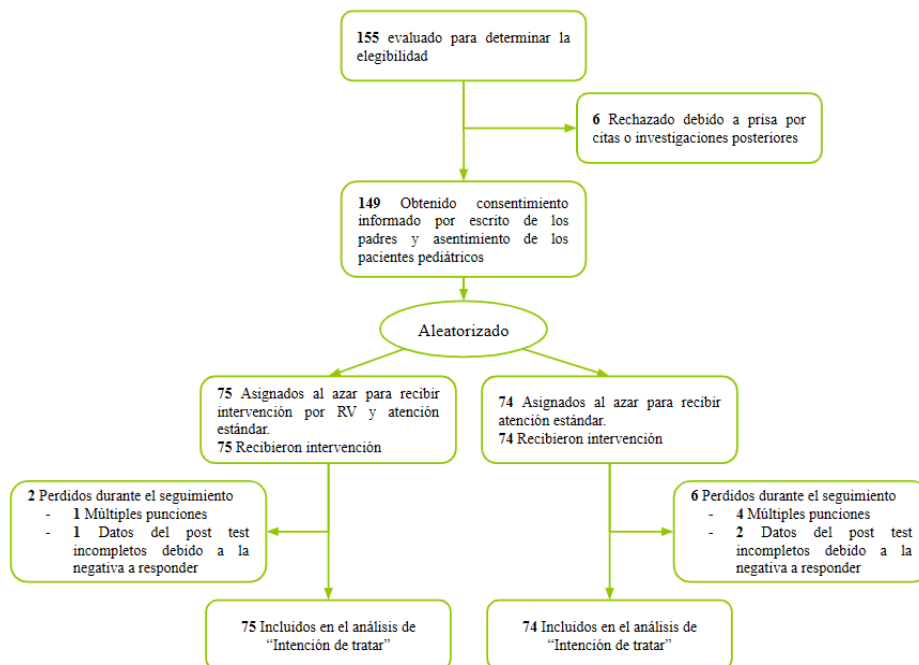 155 evaluado para determinar la
elegibilidad
6 Rechazado debido a prisa por
citas o investigaciones posteriores
149 Obtenido consentimiento
informado por escrito de los
padres y asentimiento de los
pacientes pediátricos
Aleatorizado
75 Asignados al azar para recibir
intervención por RV y atención
estándar.
75 Recibieron intervención
74 Asignados al azar para recibir
atención estándar.
74 Recibieron intervención
2 Perdidos durante el seguimiento
- 1 Múltiples punciones
- 1 Datos del post test
incompletos debido a la
negativa a responder
6 Perdidos durante el seguimiento
- 4 Múltiples punciones
- 2 Datos del post test
incompletos debido a la
negativa a responder
75 Incluidos en el análisis de
“Intención de tratar”
74 Incluidos en el análisis de
“Intención de tratar”